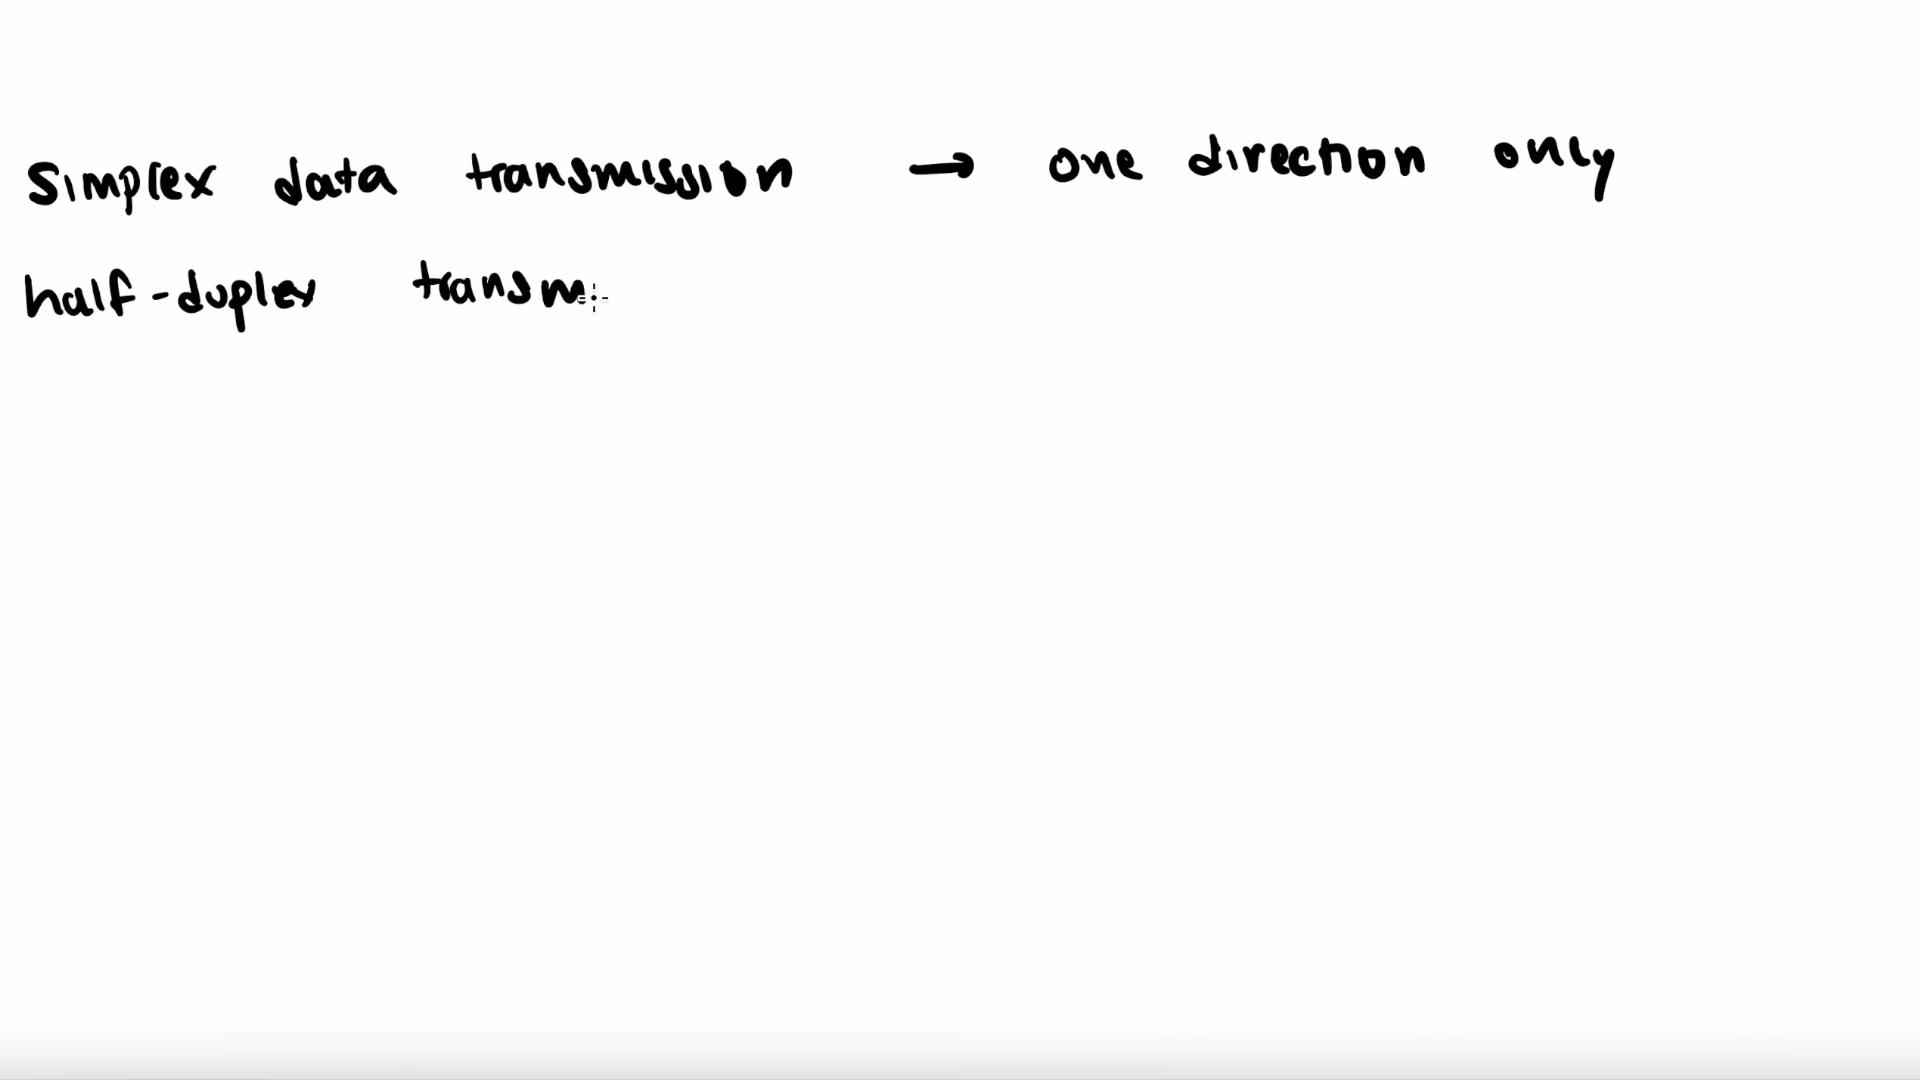 Simplex data transmission → one direction only
half-duplex transm